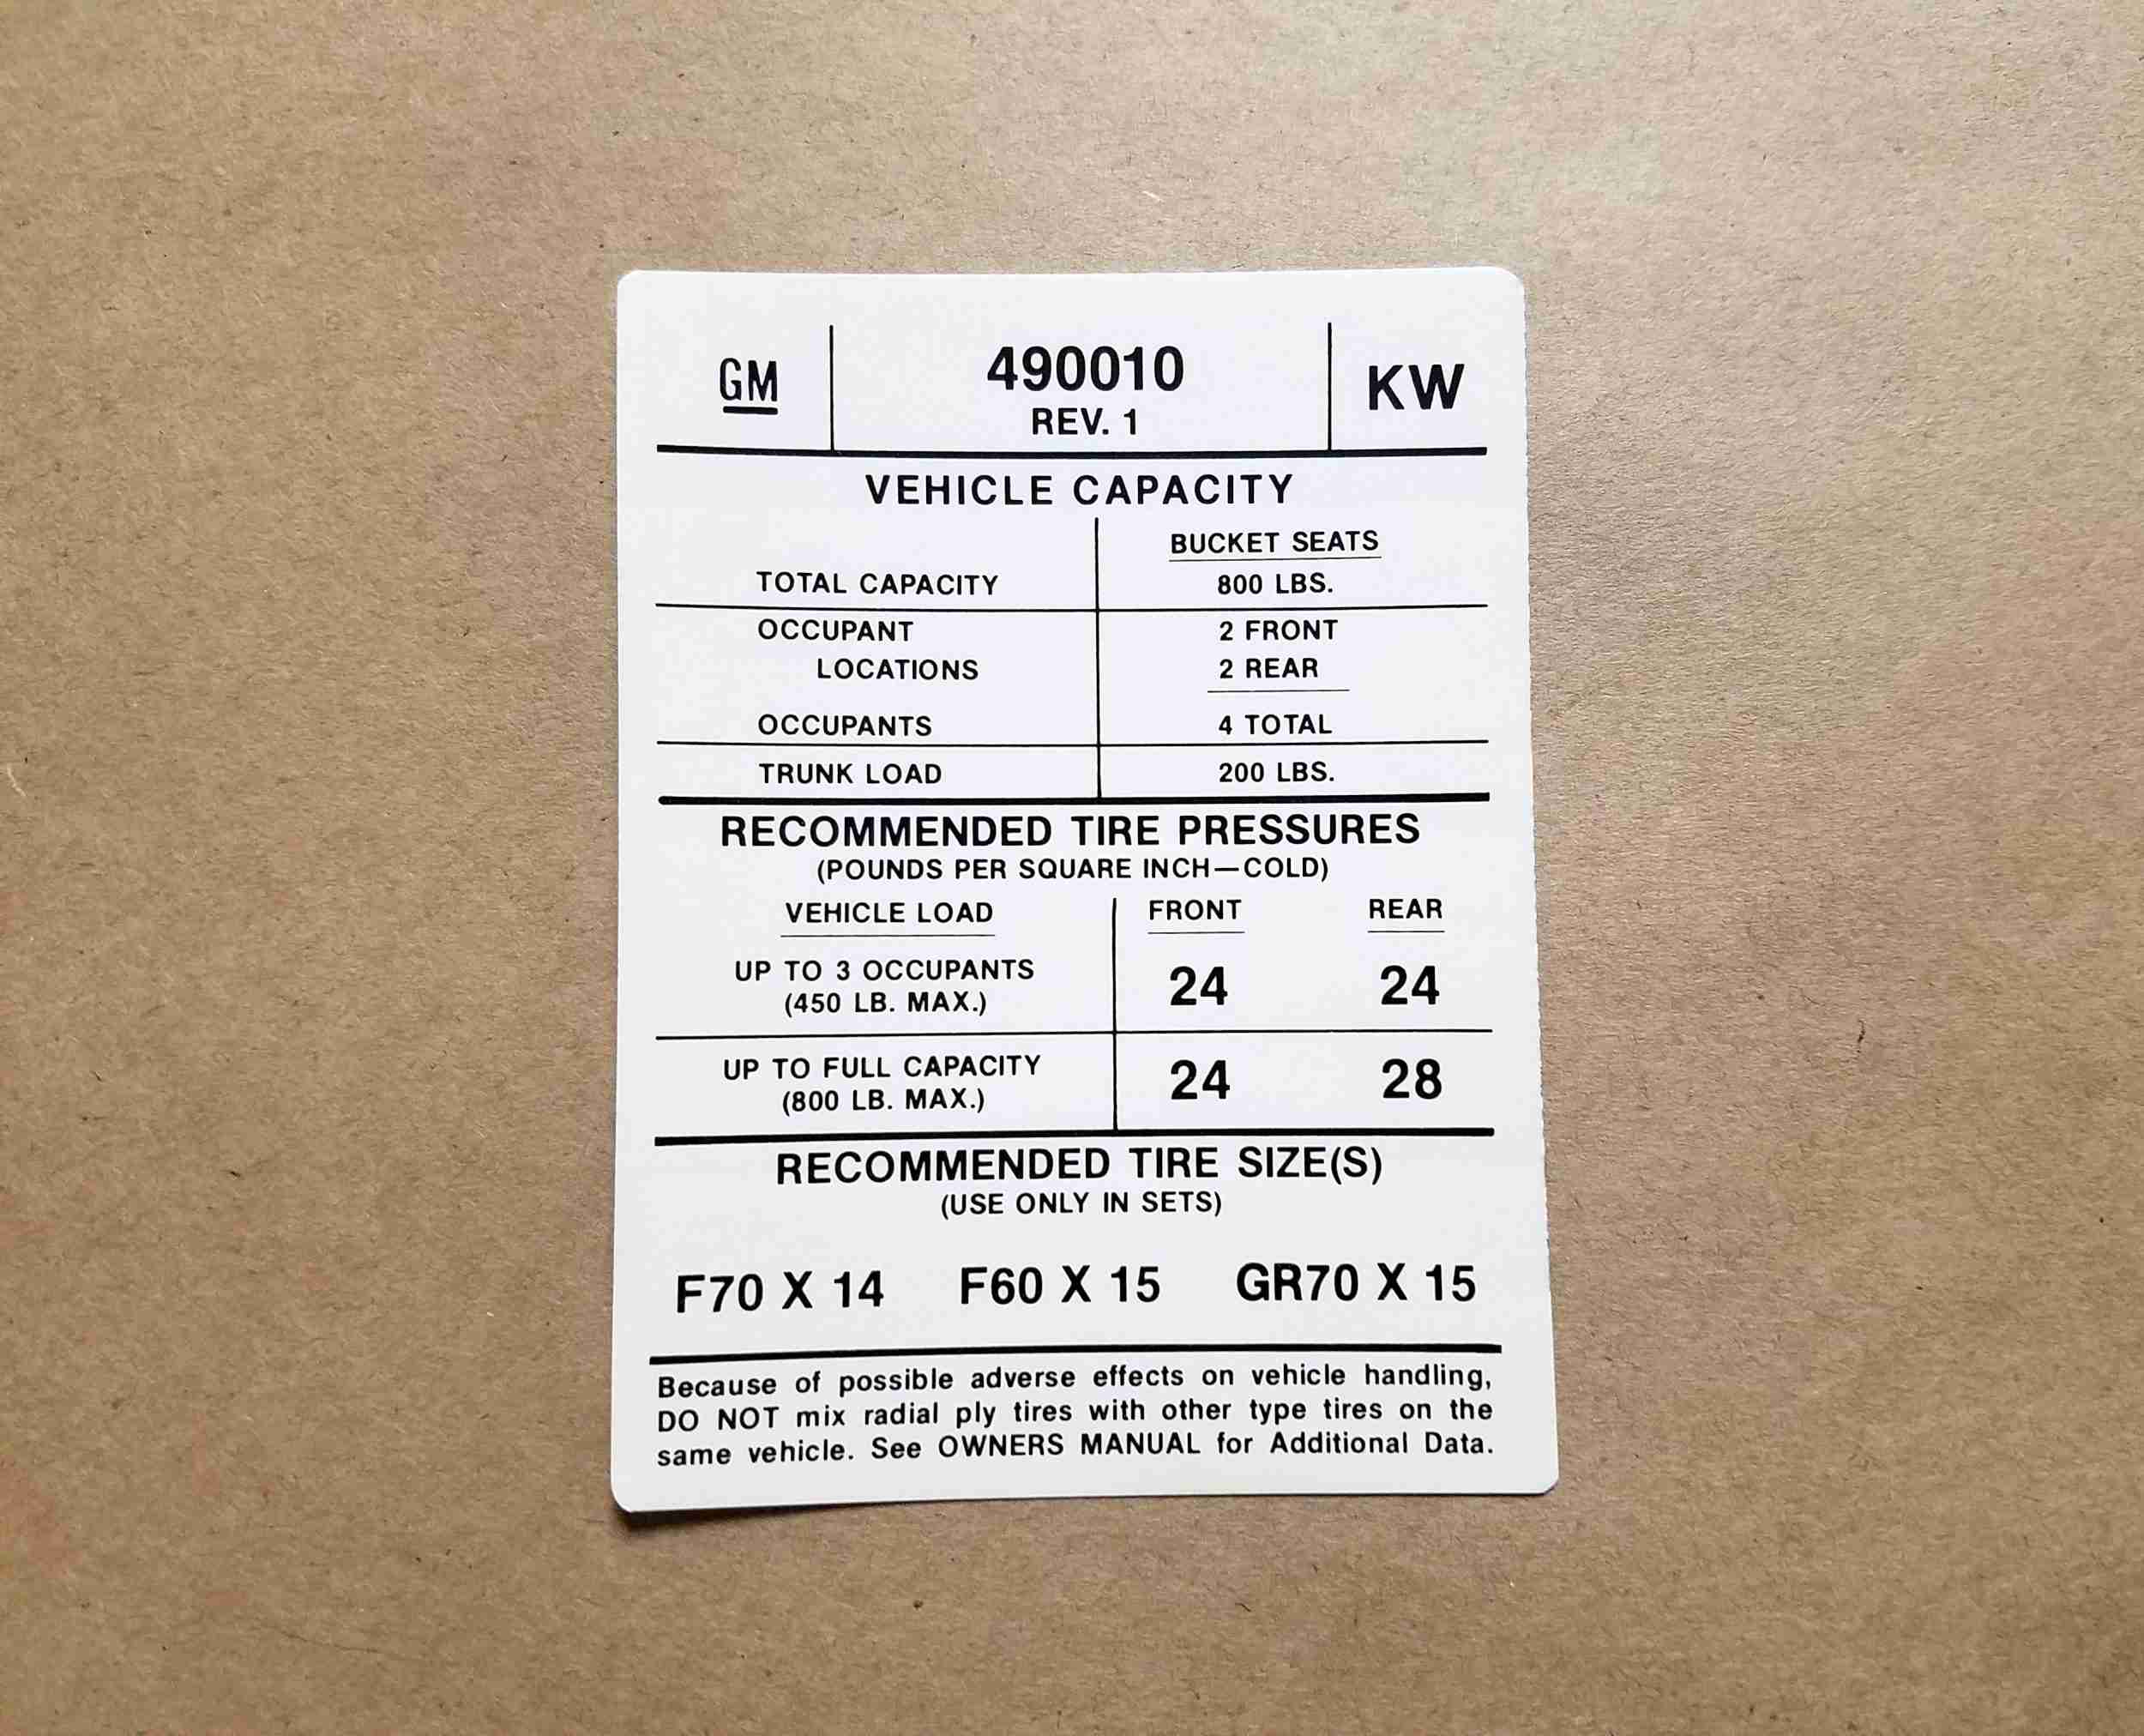 GM 490010 KW
REV. 1
VEHICLE CAPACITY
BUCKET SEATS
TOTAL CAPACITY 800 LBS.
OCCUPANT 2 FRONT
LOCATIONS 2 REAR
OCCUPANTS 4 TOTAL
TRUNK LOAD 200 LBS.
RECOMMENDED TIRE PRESSURES
(POUNDS PER SQUARE INCH—COLD)
VEHICLE LOAD FRONT REAR
UP TO 3 OCCUPANTS 24 24
(450 LB. MAX.)
UP TO FULL CAPACITY 24 28
(800 LB. MAX.)
RECOMMENDED TIRE SIZE(S)
(USE ONLY IN SETS)
F70 X 14 F60 X 15 GR70 X 15
Because of possible adverse effects on vehicle handling,
DO NOT mix radial ply tires with other type tires on the
same vehicle. See OWNERS MANUAL for Additional Data.